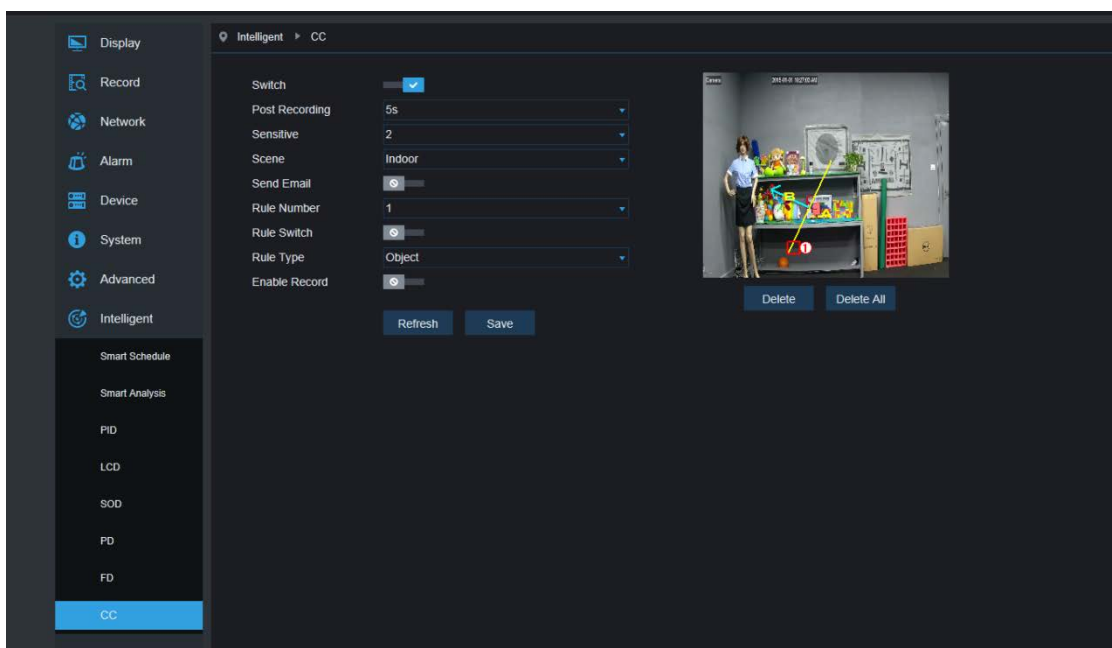 Display
Record
Network
Alarm
Device
System
Advanced
Intelligent
Smart Schedule
Smart Analysis
PID
LCD
SOD
PD
FD
CC
Intelligent CC
Switch
Post Recording 5s
Sensitive 2
Scene Indoor
Send Email
Rule Number 1
Rule Switch
Rule Type Object
Enable Record
Refresh Save
Camera
A B
1
Delete Delete All